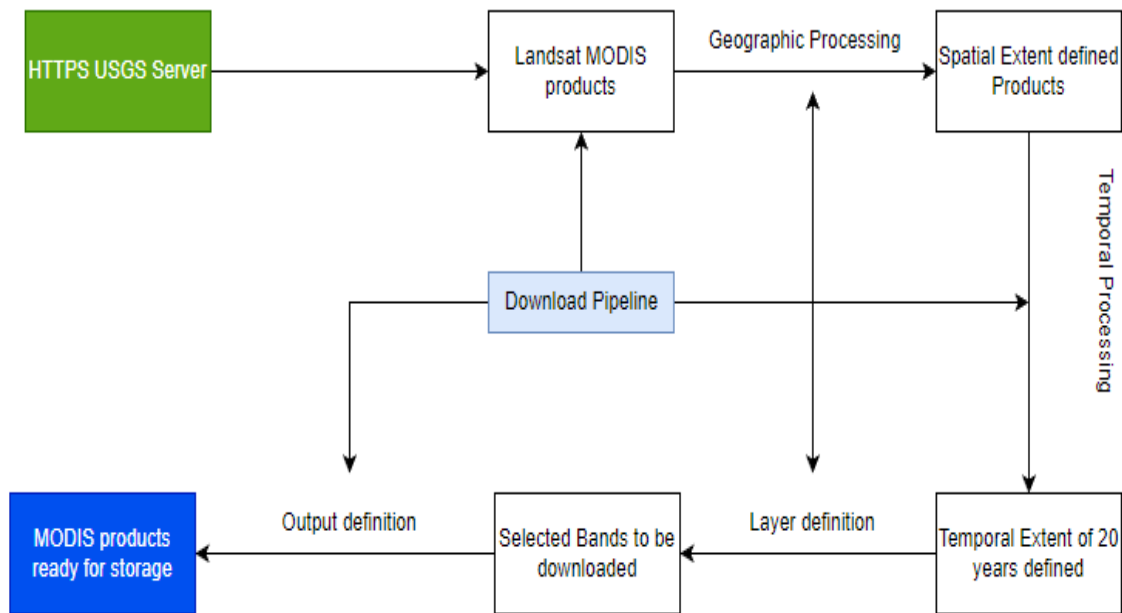 HTTPS USGS Server
Landsat MODIS
products
Geographic Processing
Spatial Extent defined
Products
Temporal Processing
Download Pipeline
MODIS products
ready for storage
Output definition
Selected Bands to be
downloaded
Layer definition
Temporal Extent of 20
years defined